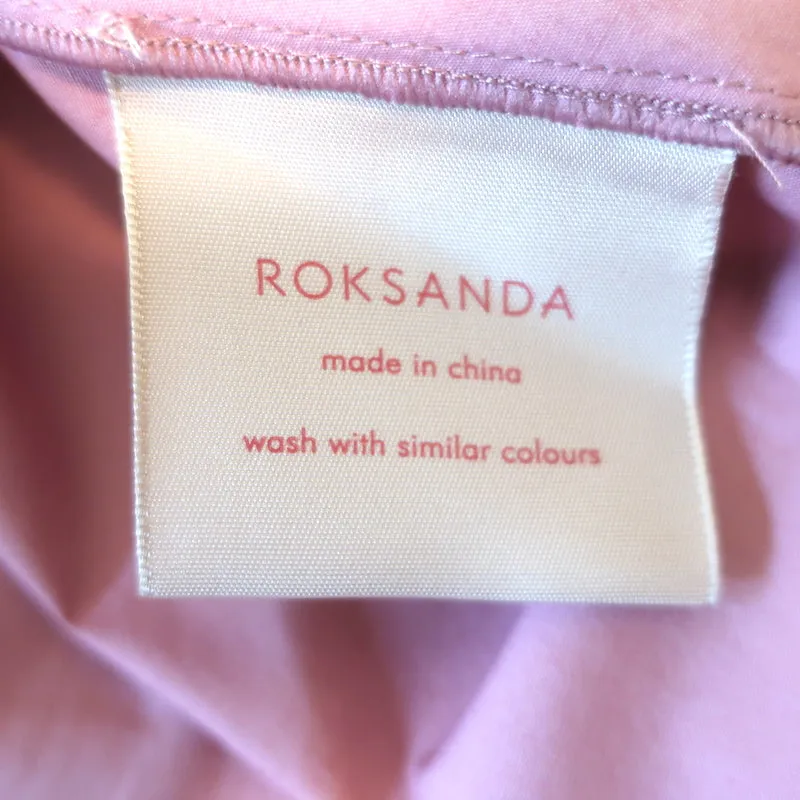 ROKSANDA
made in china
wash with similar colours